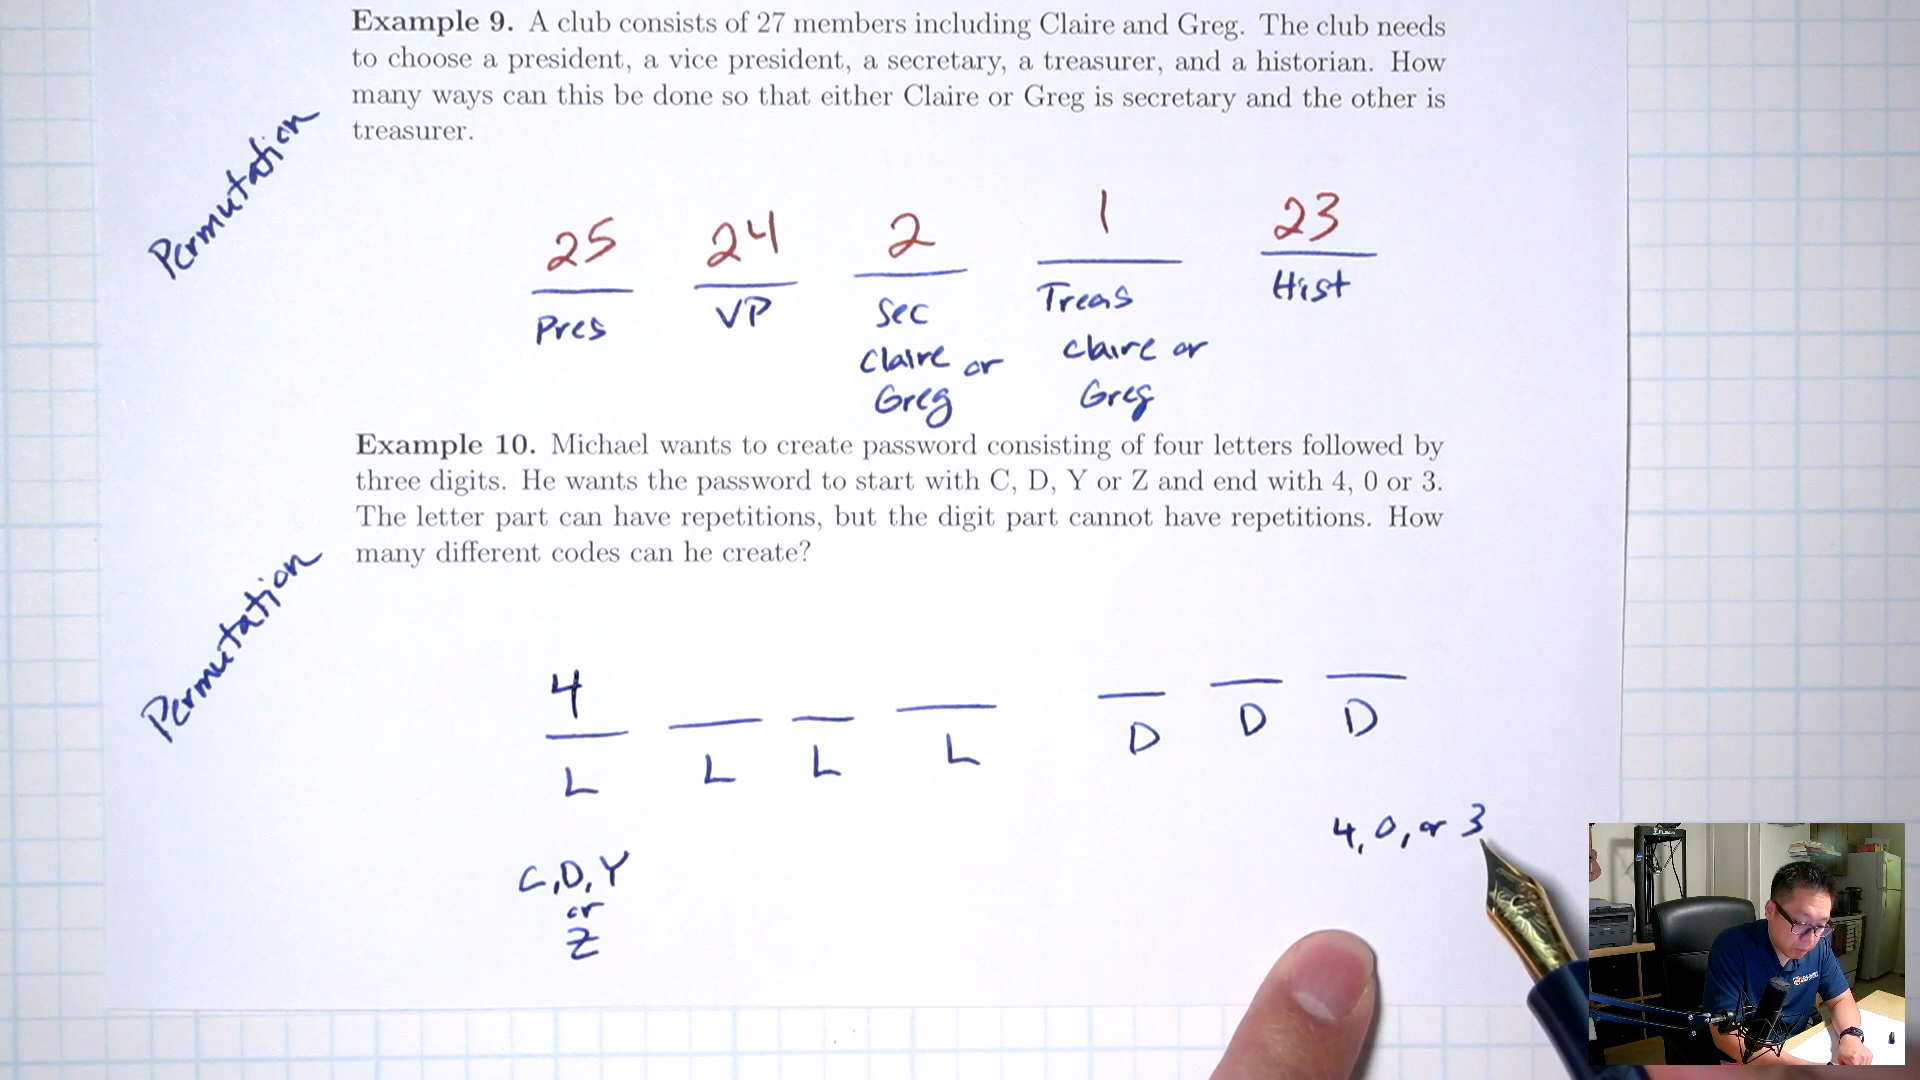 Example 9. A club consists of 27 members including Claire and Greg. The club needs
to choose a president, a vice president, a secretary, a treasurer, and a historian. How
many ways can this be done so that either Claire or Greg is secretary and the other is
treasurer.
Permutation
25 24 2 1 23
Pres VP Sec Treas Hist
Claire or Claire or
Greg Greg
Example 10. Michael wants to create password consisting of four letters followed by
three digits. He wants the password to start with C, D, Y or Z and end with 4, 0 or 3.
The letter part can have repetitions, but the digit part cannot have repetitions. How
many different codes can he create?
Permutation
4
L L L L D D D
4, 0, or 3
C, D, Y
or
Z